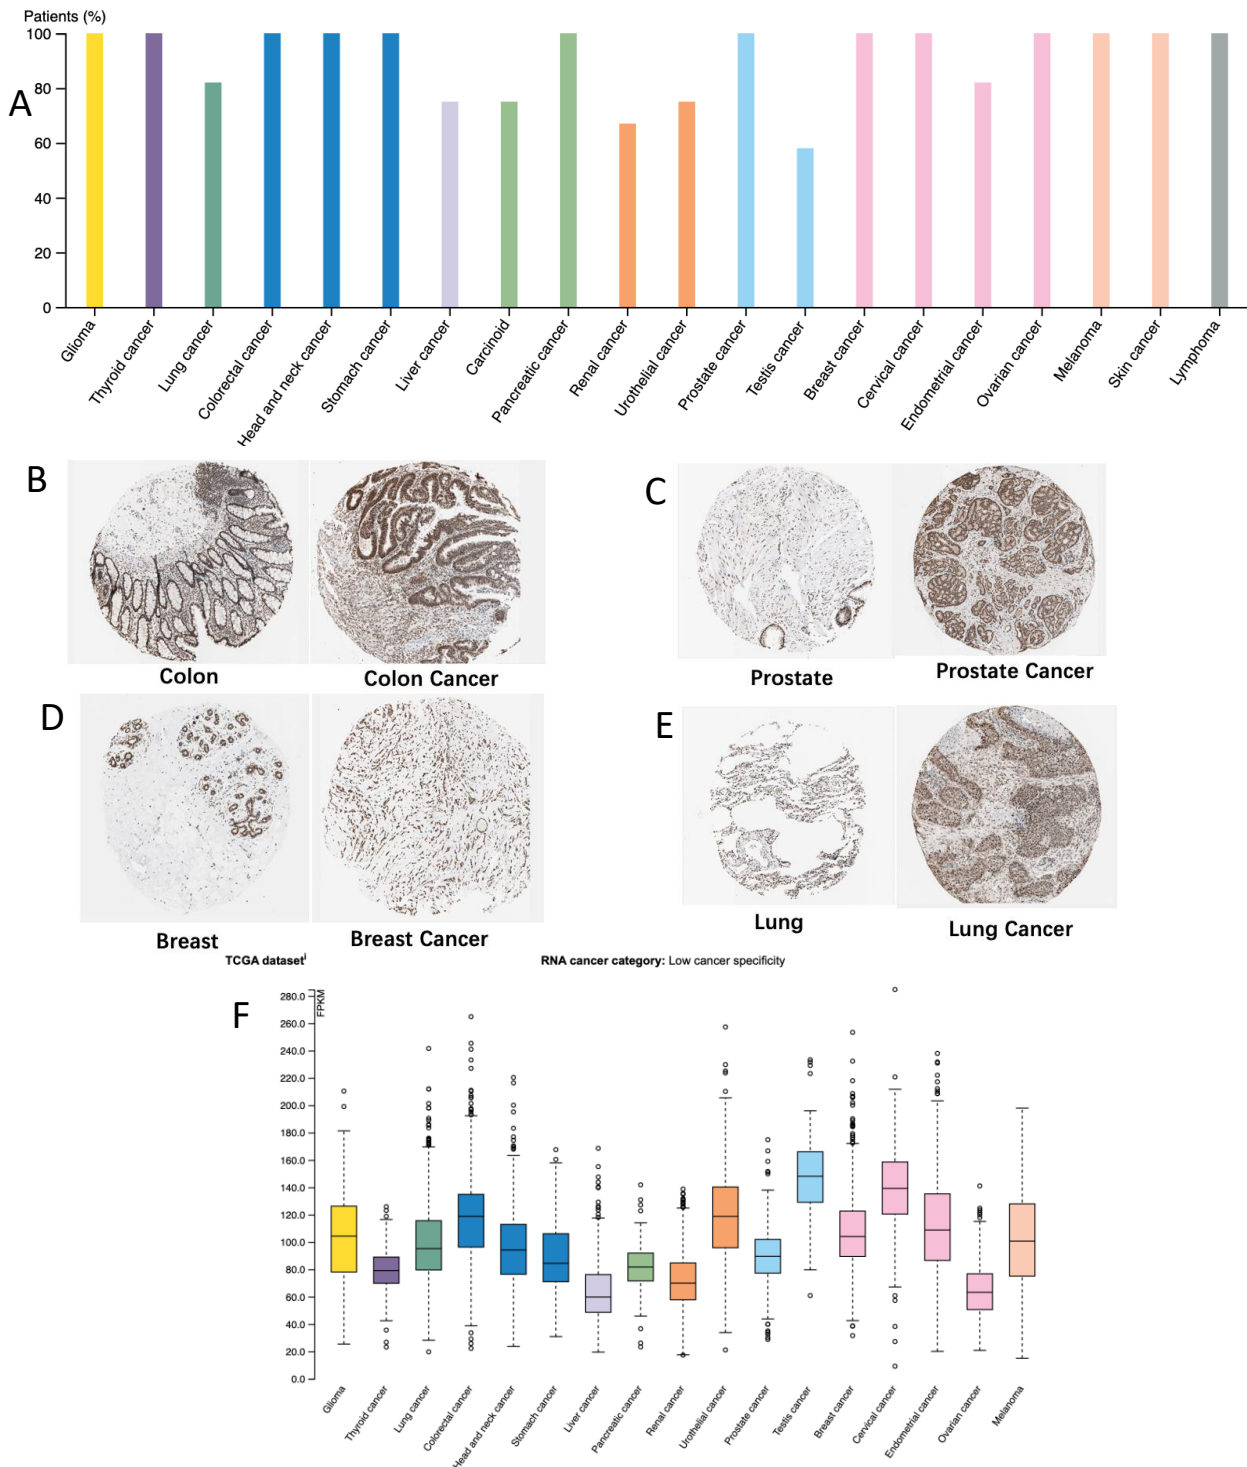 Patients (%)
A
100
80
60
40
20
0
Glioma
Thyroid cancer
Lung cancer
Colorectal cancer
Head and neck cancer
Stomach cancer
Liver cancer
Carcinoid
Pancreatic cancer
Renal cancer
Urothelial cancer
Prostate cancer
Testis cancer
Breast cancer
Cervical cancer
Endometrial cancer
Ovarian cancer
Melanoma
Skin cancer
Lymphoma
B
Colon
Colon Cancer
C
Prostate
Prostate Cancer
D
Breast
Breast Cancer
E
Lung
Lung Cancer
TCGA datasetⁱ
RNA cancer category: Low cancer specificity
F
FPKM
280.0
260.0
240.0
220.0
200.0
180.0
160.0
140.0
120.0
100.0
80.0
60.0
40.0
20.0
0.0
Glioma
Thyroid cancer
Lung cancer
Colorectal cancer
Head and neck cancer
Stomach cancer
Liver cancer
Pancreatic cancer
Renal cancer
Urothelial cancer
Prostate cancer
Testis cancer
Breast cancer
Cervical cancer
Endometrial cancer
Ovarian cancer
Melanoma